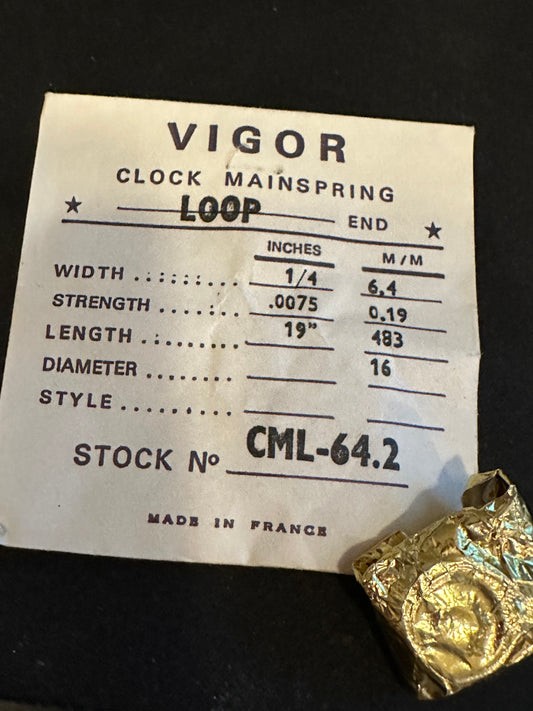 VIGOR
CLOCK MAINSPRING
★ LOOP END ★
INCHES M/M
WIDTH ......... 1/4 6,4
STRENGTH ....... .0075 0.19
LENGTH ......... 19" 483
DIAMETER ........ 16
STYLE ...........
STOCK Nº CML-64.2
MADE IN FRANCE